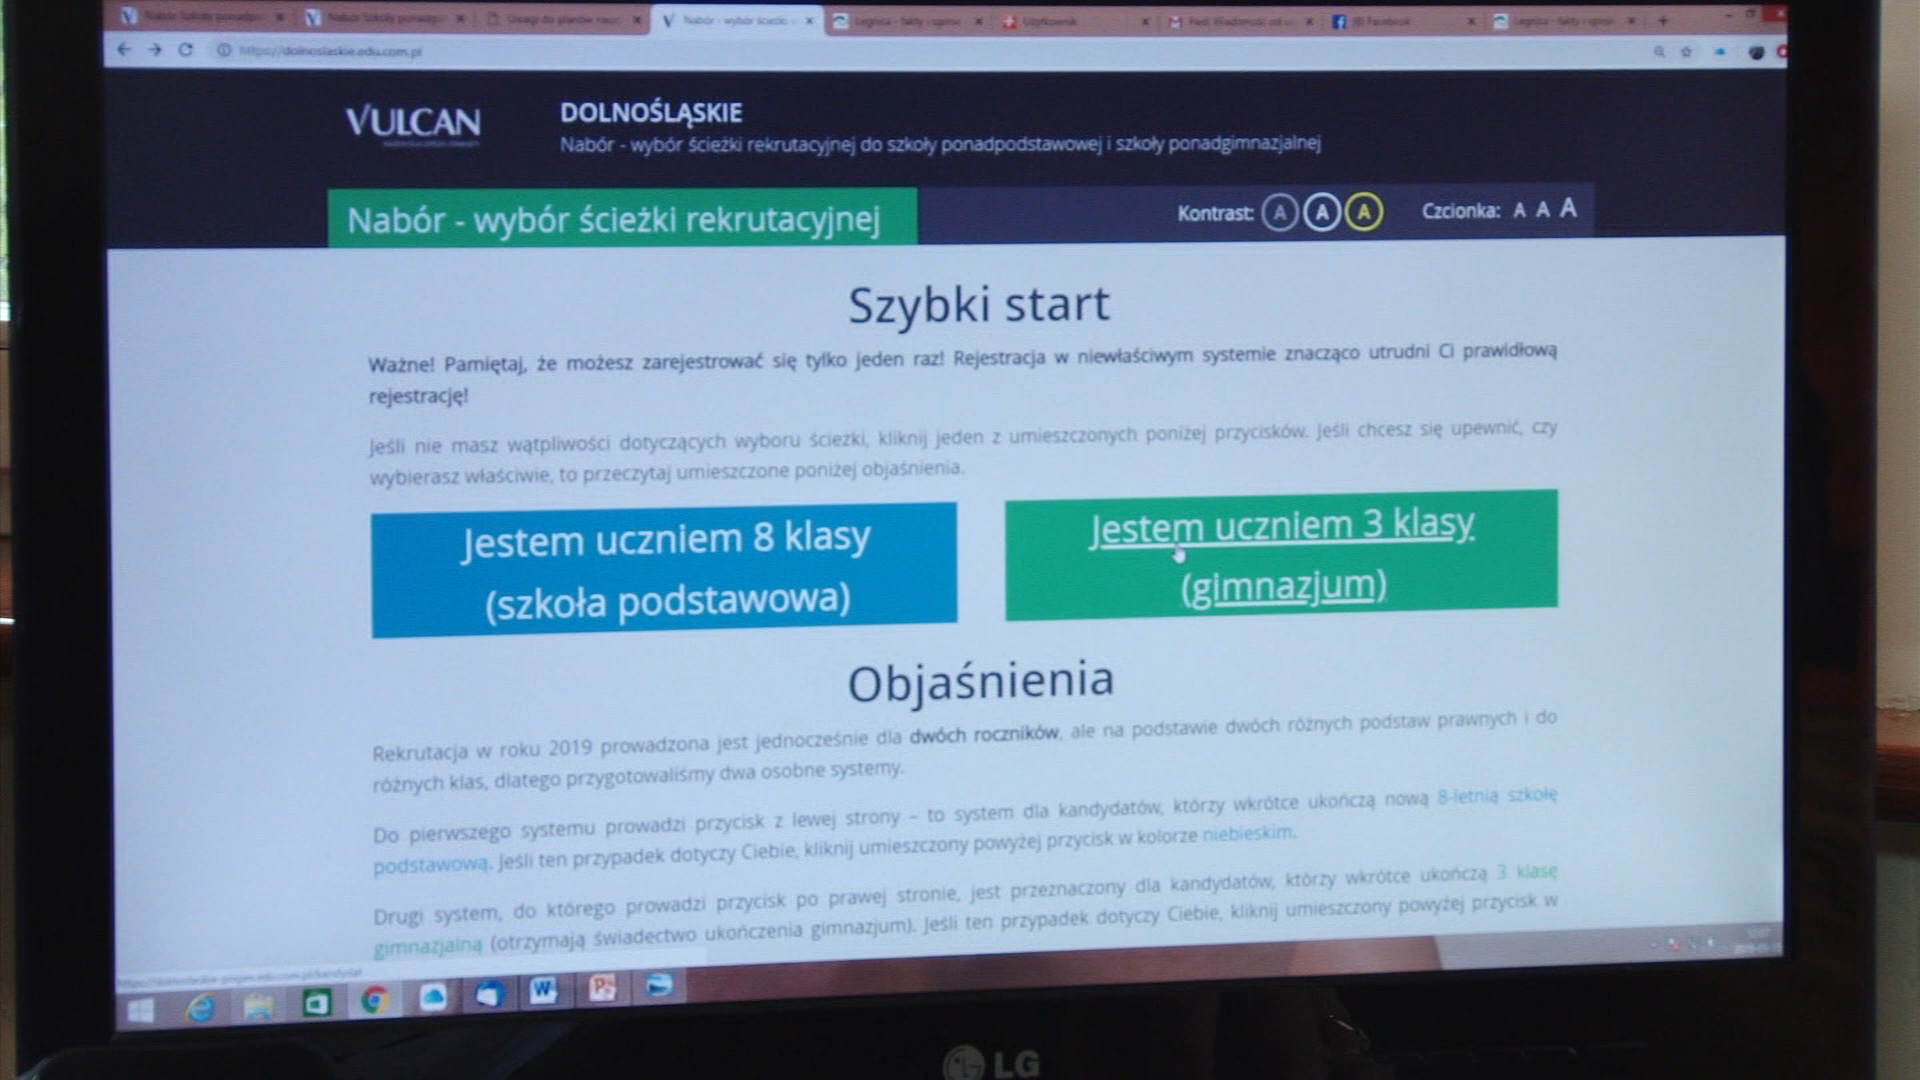 https://dolnoslaskie.edu.com.pl
VULCAN
DOLNOŚLĄSKIE
Nabór - wybór ścieżki rekrutacyjnej do szkoły ponadpodstawowej i szkoły ponadgimnazjalnej
Nabór - wybór ścieżki rekrutacyjnej
Kontrast: A A A Czcionka: A A A
Szybki start
Ważne! Pamiętaj, że możesz zarejestrować się tylko jeden raz! Rejestracja w niewłaściwym systemie znacząco utrudni Ci prawidłową
rejestrację!
Jeśli nie masz wątpliwości dotyczących wyboru ścieżki, kliknij jeden z umieszczonych poniżej przycisków. Jeśli chcesz się upewnić, czy
wybierasz właściwie, to przeczytaj umieszczone poniżej objaśnienia.
Jestem uczniem 8 klasy
(szkoła podstawowa)
Jestem uczniem 3 klasy
(gimnazjum)
Objaśnienia
Rekrutacja w roku 2019 prowadzona jest jednocześnie dla dwóch roczników, ale na podstawie dwóch różnych podstaw prawnych i do
różnych klas, dlatego przygotowaliśmy dwa osobne systemy.
Do pierwszego systemu prowadzi przycisk z lewej strony – to system dla kandydatów, którzy wkrótce ukończą nową 8-letnią szkołę
podstawową. Jeśli ten przypadek dotyczy Ciebie, kliknij umieszczony powyżej przycisk w kolorze niebieskim.
Drugi system, do którego prowadzi przycisk po prawej stronie, jest przeznaczony dla kandydatów, którzy wkrótce ukończą 3 klasę
gimnazjalną (otrzymają świadectwo ukończenia gimnazjum). Jeśli ten przypadek dotyczy Ciebie, kliknij umieszczony powyżej przycisk w
LG